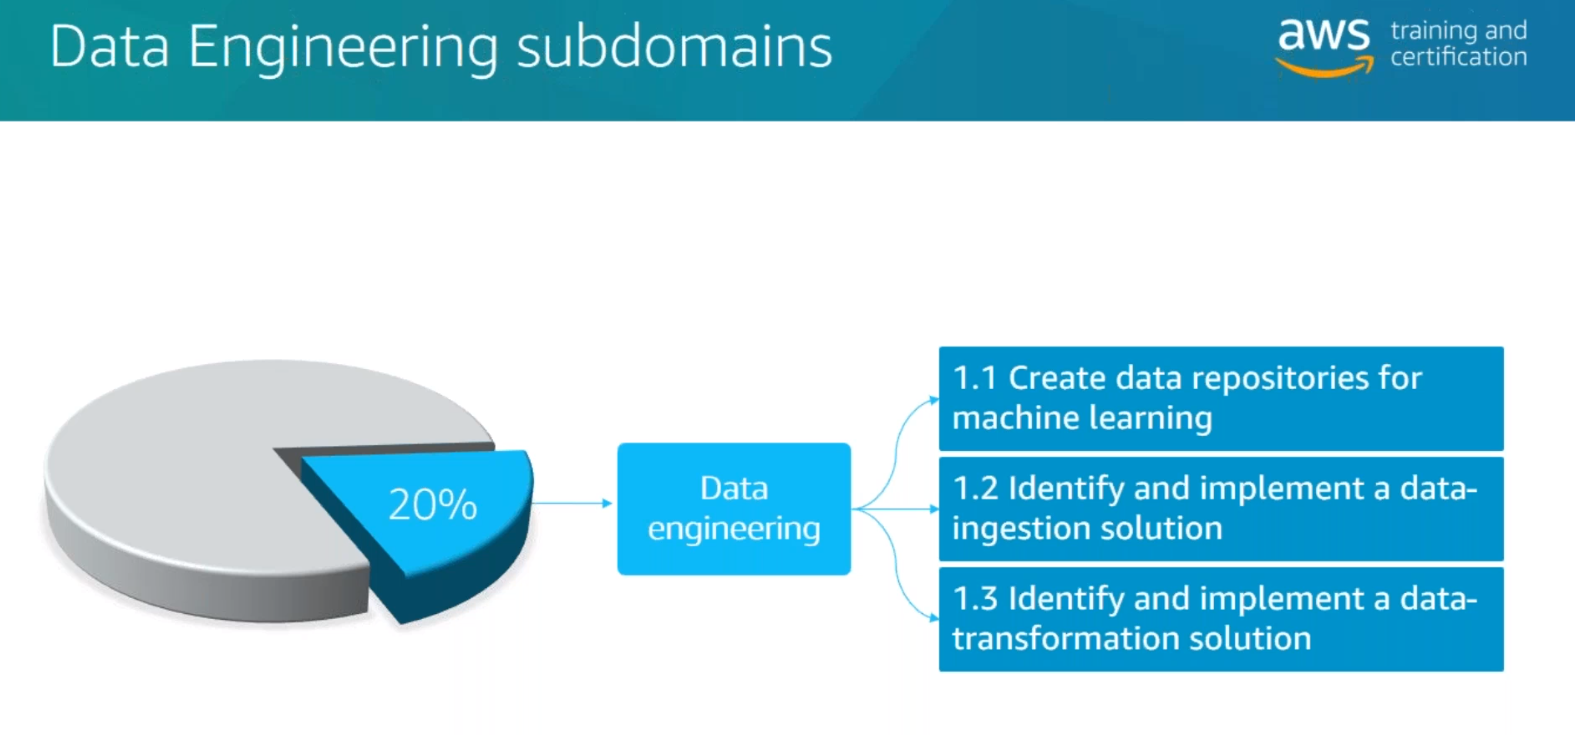 Data Engineering subdomains
aws training and
certification
20%
Data
engineering
1.1 Create data repositories for
machine learning
1.2 Identify and implement a data-
ingestion solution
1.3 Identify and implement a data-
transformation solution